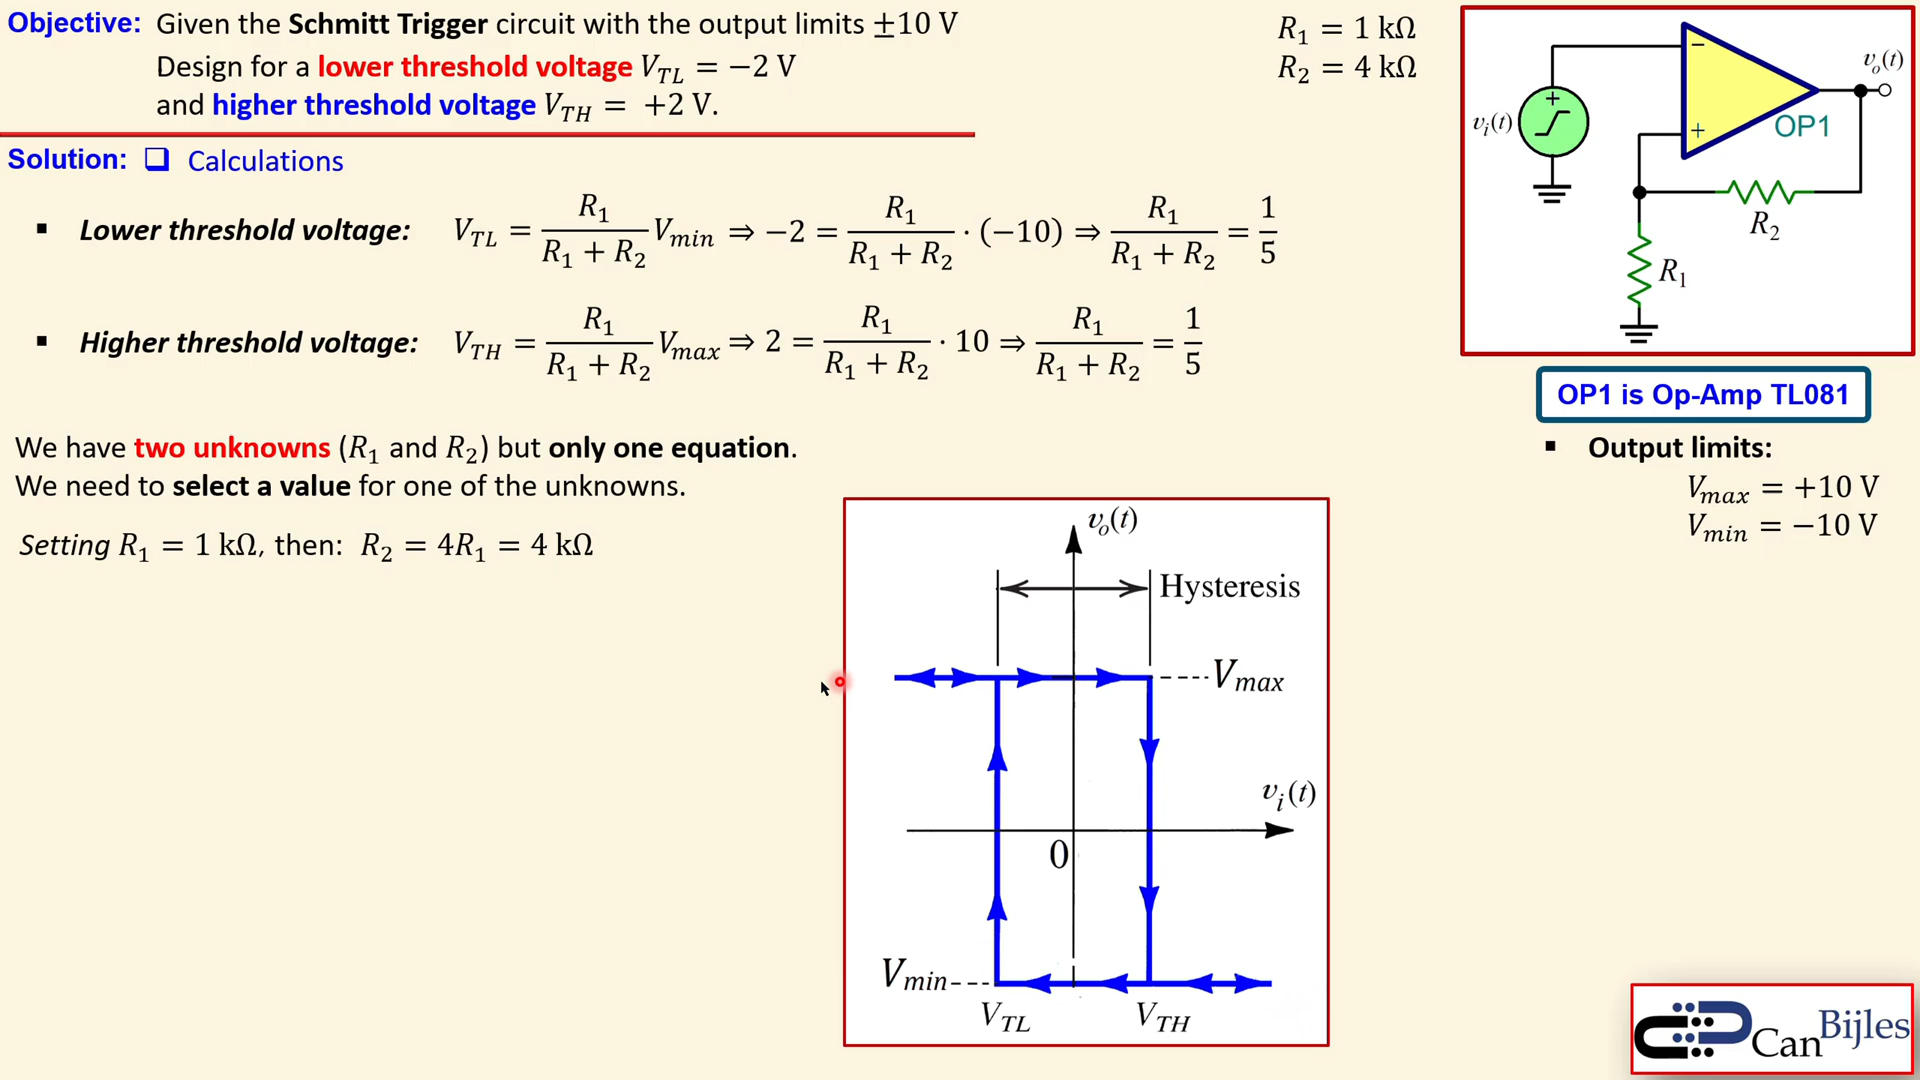 Objective: Given the Schmitt Trigger circuit with the output limits ±10 V
Design for a lower threshold voltage V_TL = −2 V
and higher threshold voltage V_TH = +2 V.
R_1 = 1 kΩ
R_2 = 4 kΩ
Solution: ❑ Calculations
▪ Lower threshold voltage: V_TL = R_1/(R_1 + R_2) V_min ⇒ −2 = R_1/(R_1 + R_2) · (−10) ⇒ R_1/(R_1 + R_2) = 1/5
▪ Higher threshold voltage: V_TH = R_1/(R_1 + R_2) V_max ⇒ 2 = R_1/(R_1 + R_2) · 10 ⇒ R_1/(R_1 + R_2) = 1/5
We have two unknowns (R_1 and R_2) but only one equation.
We need to select a value for one of the unknowns.
Setting R_1 = 1 kΩ, then: R_2 = 4R_1 = 4 kΩ
v_o(t)
−
+
v_i(t)
OP1
+
R_2
R_1
OP1 is Op-Amp TL081
▪ Output limits:
V_max = +10 V
V_min = −10 V
v_o(t)
Hysteresis
V_max
v_i(t)
0
V_min
V_TL
V_TH
Can Bijles